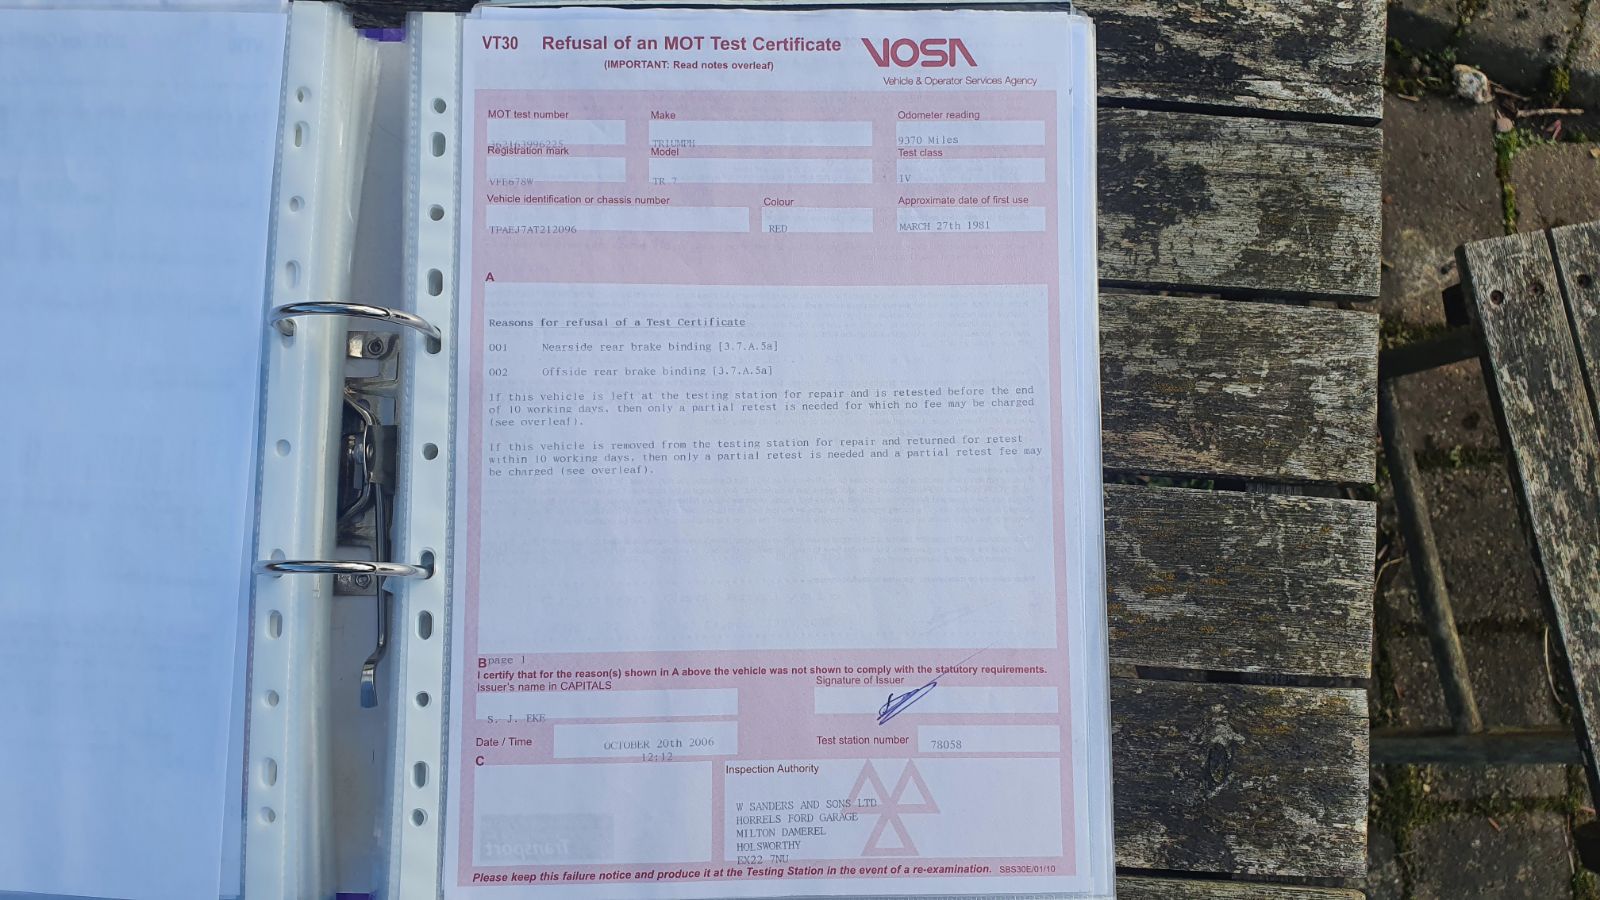 VT30 Refusal of an MOT Test Certificate
(IMPORTANT: Read notes overleaf)
VOSA
Vehicle & Operator Services Agency
MOT test number
Make
Odometer reading
TRIUMPH
9370 Miles
Registration mark
Model
Test class
VFE678W
TR 7
IV
Vehicle identification or chassis number
Colour
Approximate date of first use
TPAEJ7AT212096
RED
MARCH 27th 1981
A
Reasons for refusal of a Test Certificate
001 Nearside rear brake binding [3.7.A.5a]
002 Offside rear brake binding [3.7.A.5a]
If this vehicle is left at the testing station for repair and is retested before the end
of 10 working days, then only a partial retest is needed for which no fee may be charged
(see overleaf).
If this vehicle is removed from the testing station for repair and returned for retest
within 10 working days, then only a partial retest is needed and a partial retest fee may
be charged (see overleaf).
page 1
B
I certify that for the reason(s) shown in A above the vehicle was not shown to comply with the statutory requirements.
Issuer's name in CAPITALS
Signature of Issuer
S. J. EKE
Date / Time
OCTOBER 20th 2006
12:12
Test station number
78058
C
Inspection Authority
W SANDERS AND SONS LTD
HORRELS FORD GARAGE
MILTON DAMEREL
HOLSWORTHY
EX22 7NU
Please keep this failure notice and produce it at the Testing Station in the event of a re-examination. SBS30E/01/10